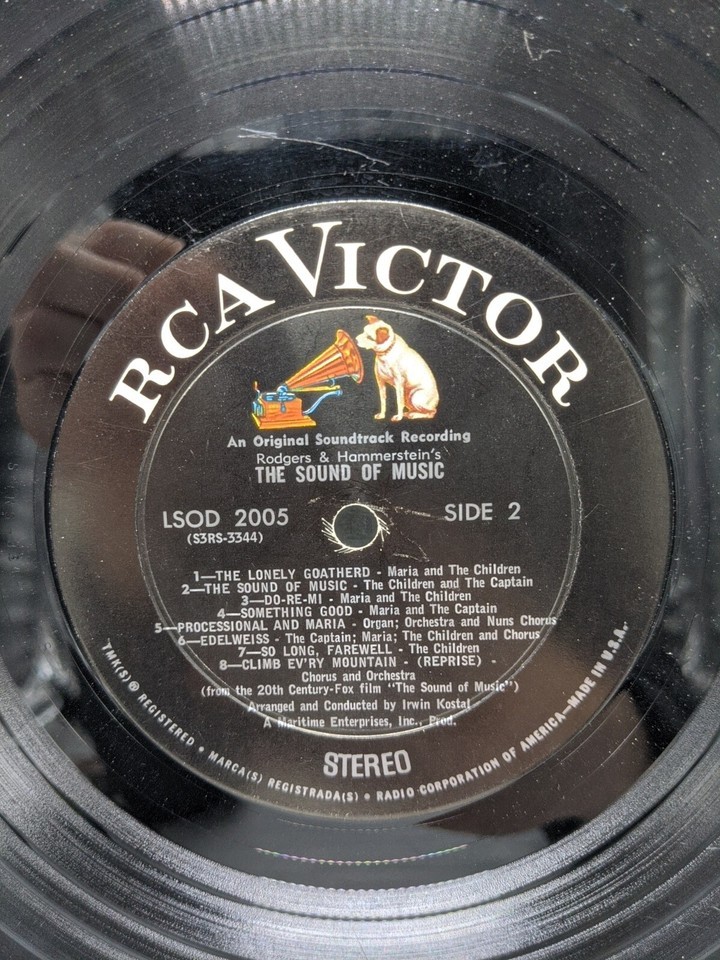 RCA VICTOR
An Original Soundtrack Recording
Rodgers & Hammerstein's
THE SOUND OF MUSIC
LSOD 2005
SIDE 2
(S3RS-3344)
1—THE LONELY GOATHERD - Maria and The Children
2—THE SOUND OF MUSIC - The Children and The Captain
3—DO-RE-MI - Maria and The Children
4—SOMETHING GOOD - Maria and The Captain
5—PROCESSIONAL AND MARIA - Organ; Orchestra and Nuns Chorus
6—EDELWEISS - The Captain; Maria; The Children and Chorus
7—SO LONG, FAREWELL - The Children
8—CLIMB EV'RY MOUNTAIN - (REPRISE) -
Chorus and Orchestra
(from the 20th Century-Fox film "The Sound of Music")
Arranged and Conducted by Irwin Kostal
A Maritime Enterprises, Inc., Prod.
STEREO
TMK(S) ® REGISTERED • MARCA(S) REGISTRADA(S) • RADIO CORPORATION OF AMERICA—MADE IN U.S.A.